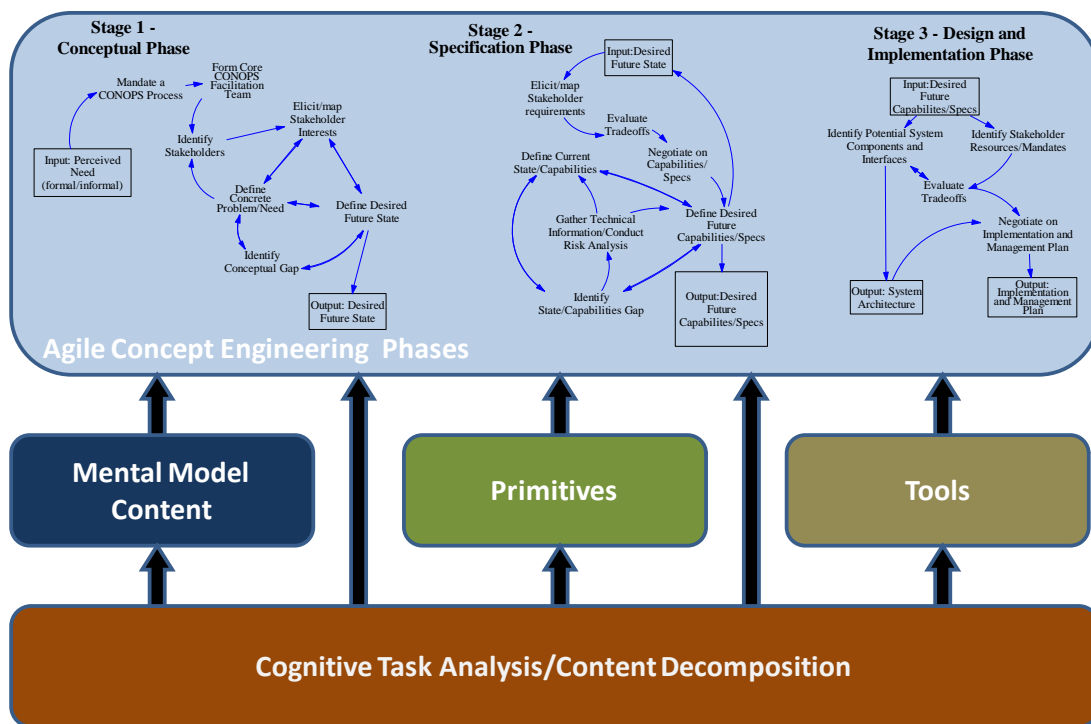 Stage 1 -
Conceptual Phase
Mandate a
CONOPS Process
Form Core
CONOPS
Facilitation
Team
Elicit/map
Stakeholder
Interests
Identify
Stakeholders
Input: Perceived
Need
(formal/informal)
Define
Concrete
Problem/Need
Define Desired
Future State
Identify
Conceptual Gap
Output: Desired
Future State
Stage 2 -
Specification Phase
Input:Desired
Future State
Elicit/map
Stakeholder
requirements
Evaluate
Tradeoffs
Negotiate on
Capabilities/
Specs
Define Current
State/Capabilities
Gather Technical
Information/Conduct
Risk Analysis
Define Desired
Future
Capabilities/Specs
Identify
State/Capabilities Gap
Output:Desired
Future
Capabilites/Specs
Stage 3 - Design and
Implementation Phase
Input:Desired
Future
Capabilites/Specs
Identify Potential System
Components and
Interfaces
Identify Stakeholder
Resources/Mandates
Evaluate
Tradeoffs
Negotiate on
Implementation and
Management Plan
Output: System
Architecture
Output:
Implementation
and Management
Plan
Agile Concept Engineering Phases
Mental Model
Content
Primitives
Tools
Cognitive Task Analysis/Content Decomposition